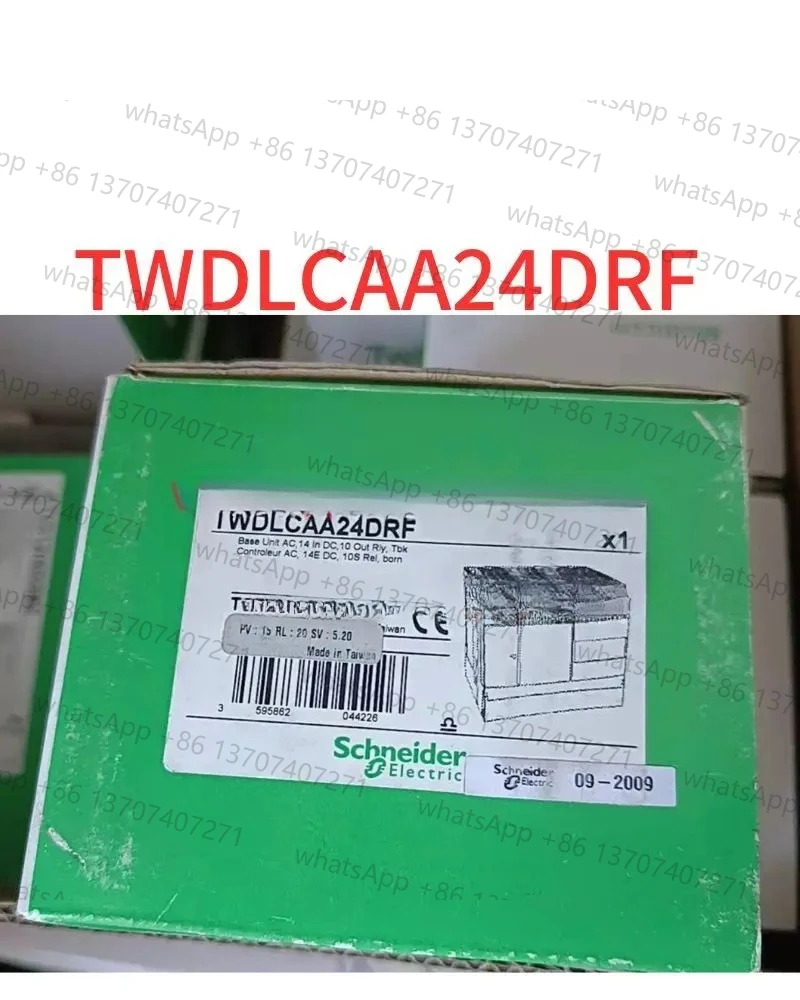 TWDLCAA24DRF
TWDLCAA24DRF
x1
Base Unit AC,14 In DC,10 Out Rly, Tbk
Controleur AC, 14E DC, 10S Rel, born
CE
PV : 15 RL : 20 SV : 5.20
Made in Taiwan
3 595862 044226
Schneider
Electric
Schneider
Electric
09-2009
whatsApp +86 13707407271